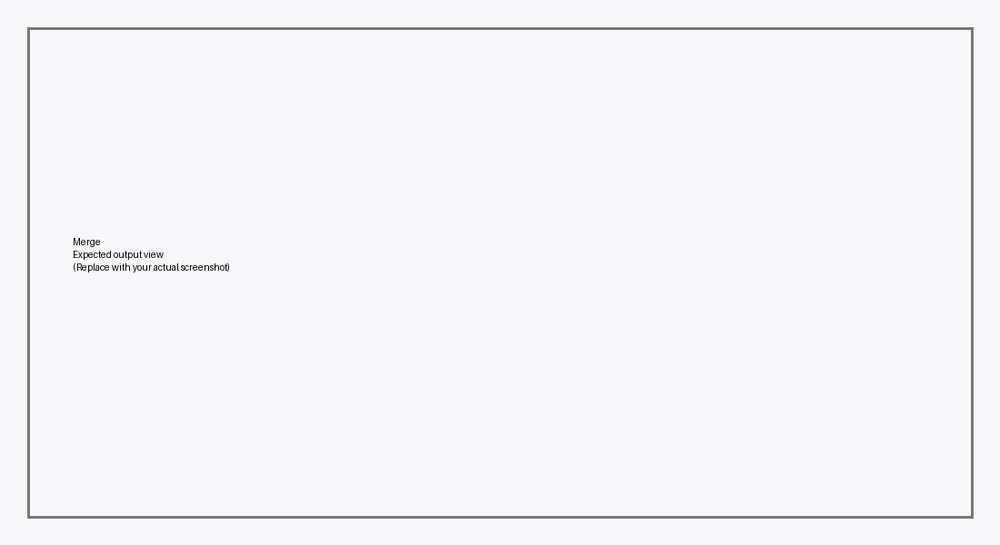 Merge
Expected output view
(Replace with your actual screenshot)